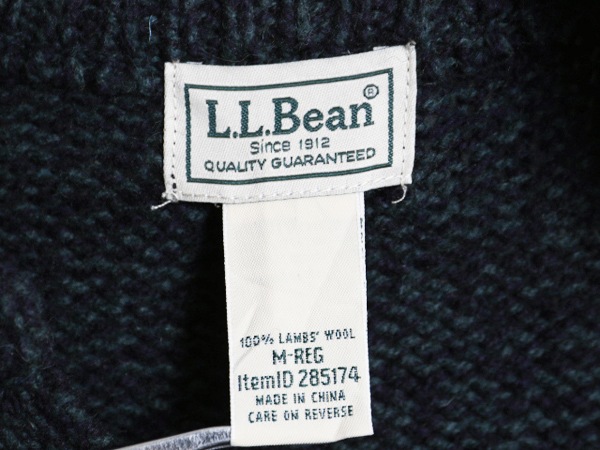 L.L.Bean®
Since 1912
QUALITY GUARANTEED
100% LAMBS' WOOL
M-REG
ItemID 285174
MADE IN CHINA
CARE ON REVERSE